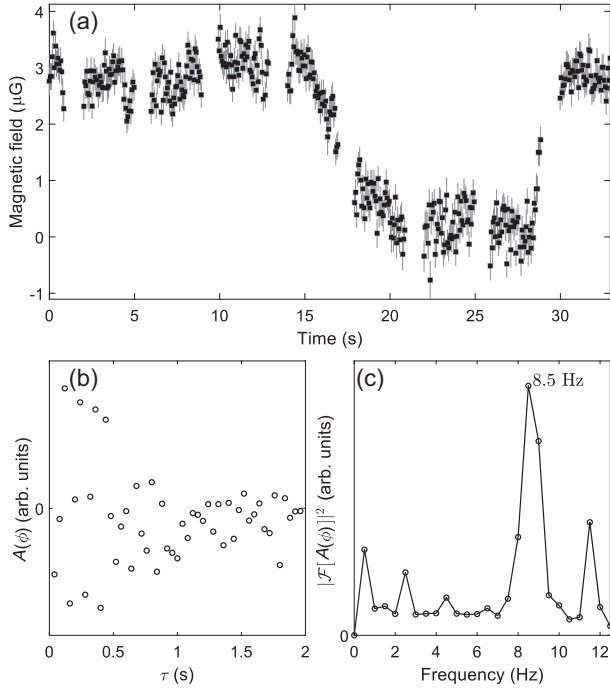 (a)
Magnetic field (μG)
3
2
1
0
-1
0 5 10 15 20 25 30
Time (s)
(b)
A(ϕ) (arb. units)
0
0 0.5 1 1.5 2
τ (s)
(c)
8.5 Hz
|ℱ[A(ϕ)]|² (arb. units)
0
0 2 4 6 8 10 12
Frequency (Hz)
4